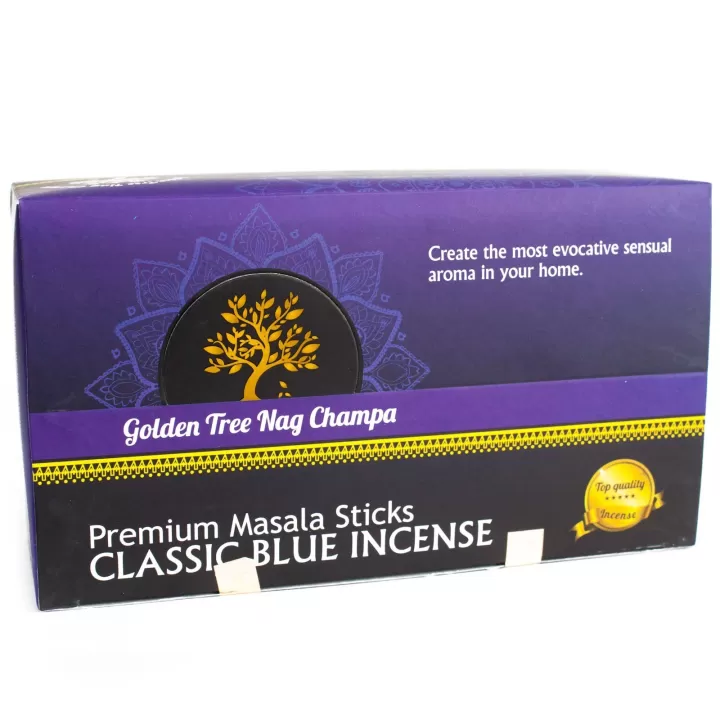 Create the most evocative sensual
aroma in your home.
Golden Tree Nag Champa
Top quality
Incense
Premium Masala Sticks
CLASSIC BLUE INCENSE